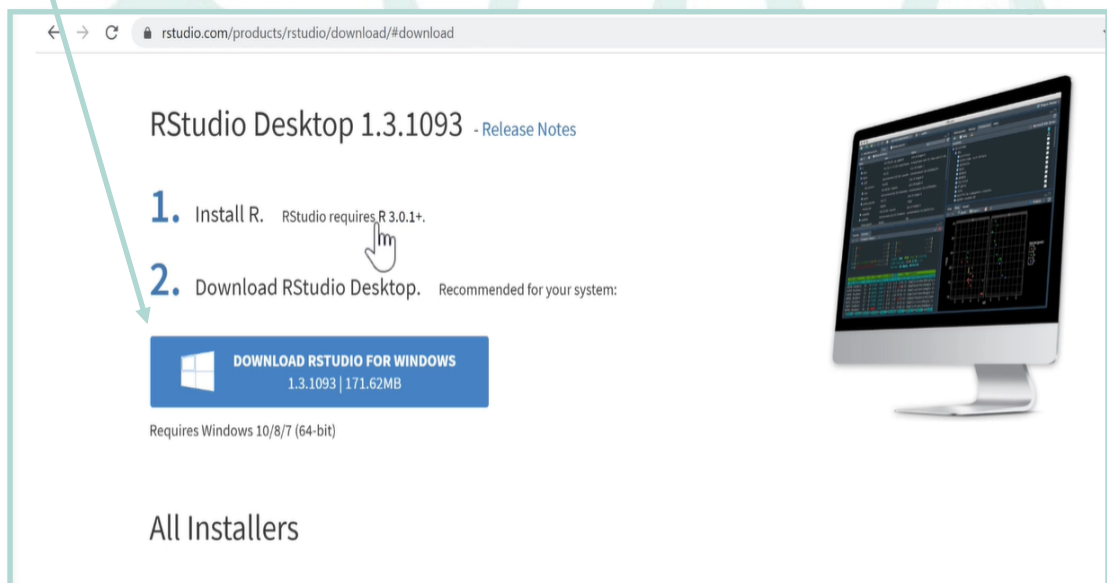 rstudio.com/products/rstudio/download/#download
RStudio Desktop 1.3.1093 - Release Notes
1. Install R. RStudio requires R 3.0.1+.
2. Download RStudio Desktop. Recommended for your system:
DOWNLOAD RSTUDIO FOR WINDOWS
1.3.1093 | 171.62MB
Requires Windows 10/8/7 (64-bit)
All Installers